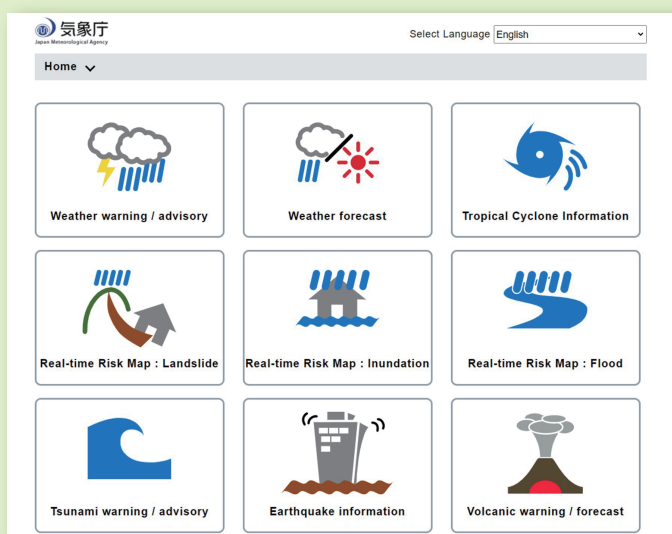 気象庁
Japan Meteorological Agency
Select Language English
Home
Weather warning / advisory
Weather forecast
Tropical Cyclone Information
Real-time Risk Map : Landslide
Real-time Risk Map : Inundation
Real-time Risk Map : Flood
Tsunami warning / advisory
Earthquake information
Volcanic warning / forecast